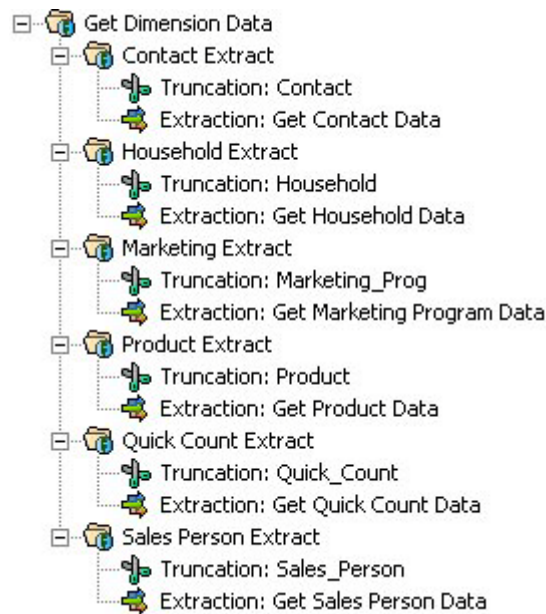 Get Dimension Data
Contact Extract
Truncation: Contact
Extraction: Get Contact Data
Household Extract
Truncation: Household
Extraction: Get Household Data
Marketing Extract
Truncation: Marketing_Prog
Extraction: Get Marketing Program Data
Product Extract
Truncation: Product
Extraction: Get Product Data
Quick Count Extract
Truncation: Quick_Count
Extraction: Get Quick Count Data
Sales Person Extract
Truncation: Sales_Person
Extraction: Get Sales Person Data